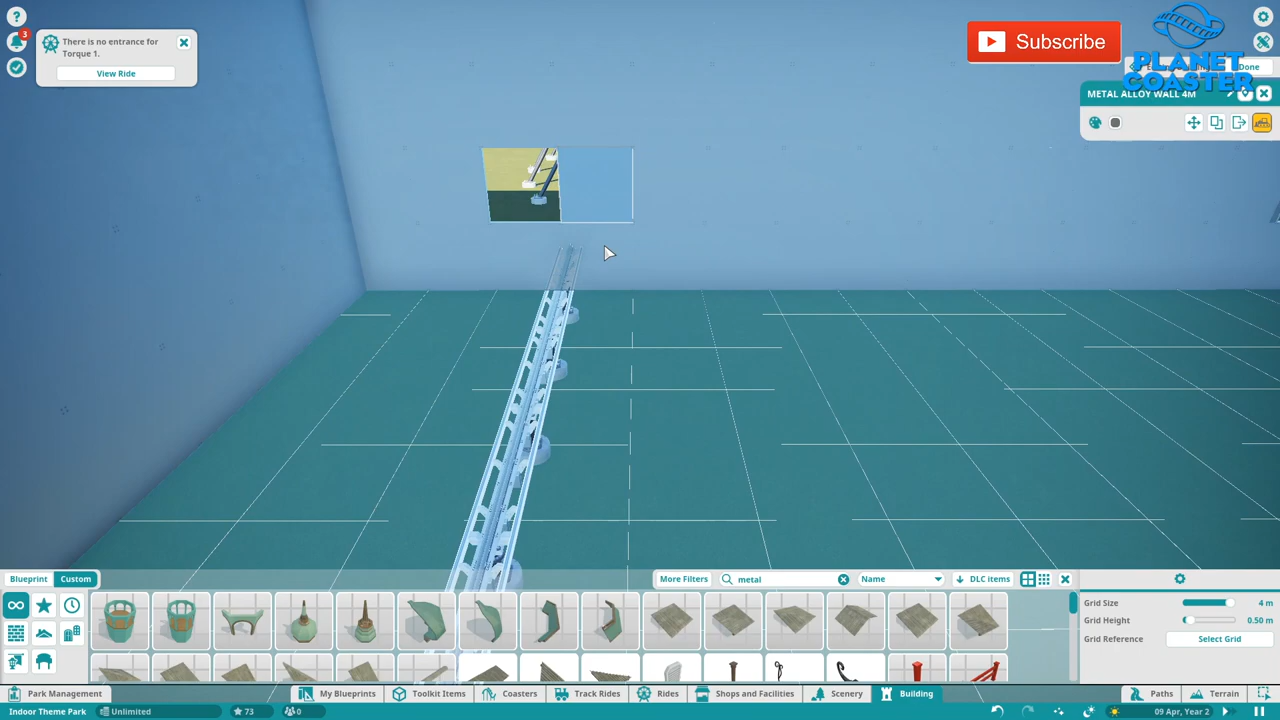 ?
3
There is no entrance for
Torque 1.
View Ride
Subscribe
PLANET
COASTER
Done
METAL ALLOY WALL 4M
Blueprint
Custom
More Filters
metal
Name
DLC items
Grid Size
4 m
Grid Height
0.50 m
Grid Reference
Select Grid
Park Management
My Blueprints
Toolkit Items
Coasters
Track Rides
Rides
Shops and Facilities
Scenery
Building
Paths
Terrain
Indoor Theme Park
Unlimited
73
0
09 Apr, Year 2